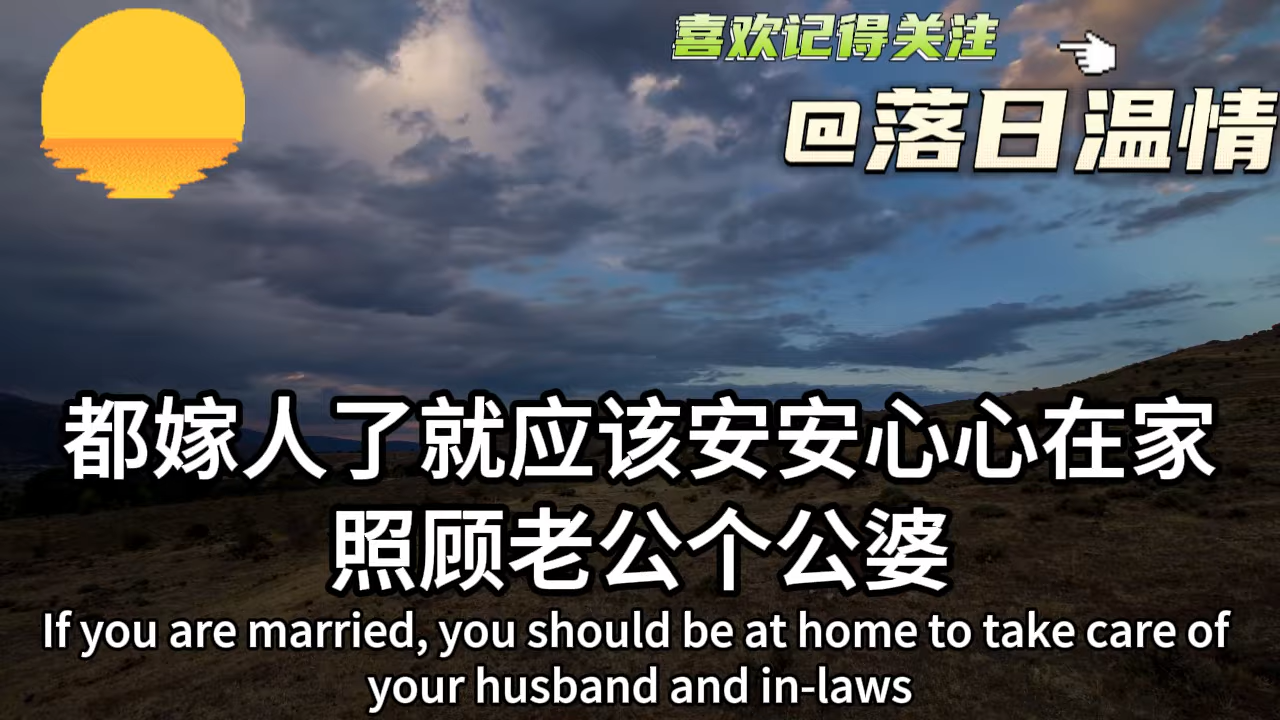 喜欢记得关注
@落日温情
都嫁人了就应该安安心心在家
照顾老公个公婆
If you are married, you should be at home to take care of
your husband and in-laws